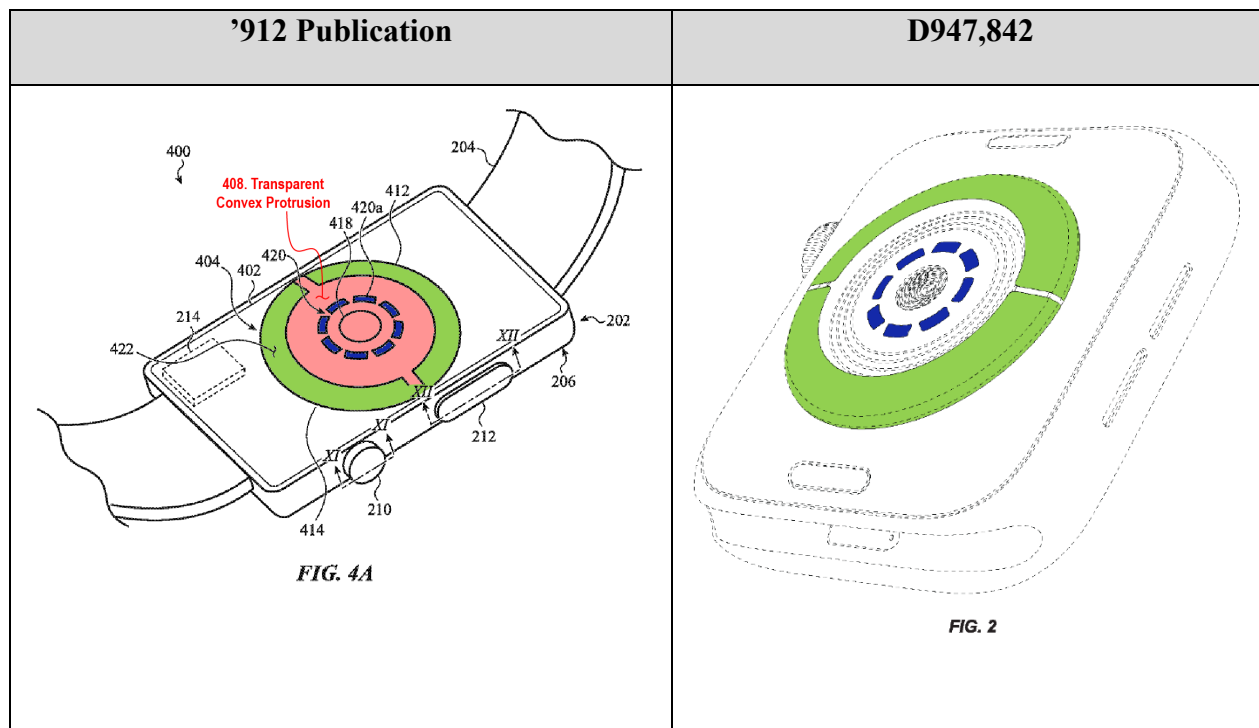 ’912 Publication
D947,842
400
204
408. Transparent
Convex Protrusion
412
420a
418
420
402
404
214
422
XII
202
206
XII
212
XI
XI
210
414
FIG. 4A
FIG. 2